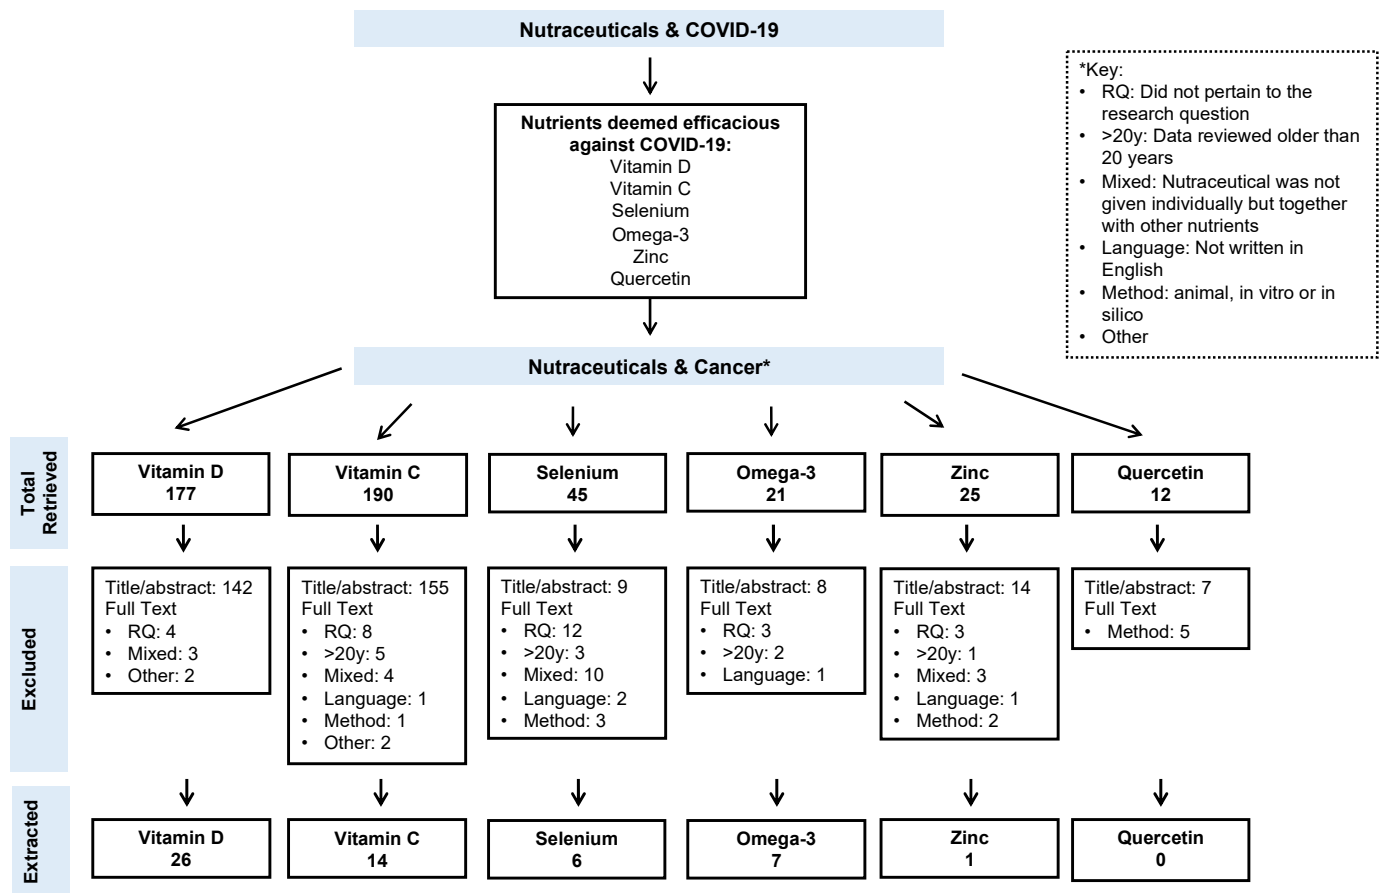 Nutraceuticals & COVID-19
Nutrients deemed efficacious
against COVID-19:
Vitamin D
Vitamin C
Selenium
Omega-3
Zinc
Quercetin
*Key:
• RQ: Did not pertain to the
research question
• >20y: Data reviewed older than
20 years
• Mixed: Nutraceutical was not
given individually but together
with other nutrients
• Language: Not written in
English
• Method: animal, in vitro or in
silico
• Other
Nutraceuticals & Cancer*
Total
Retrieved
Vitamin D
177
Vitamin C
190
Selenium
45
Omega-3
21
Zinc
25
Quercetin
12
Excluded
Title/abstract: 142
Full Text
• RQ: 4
• Mixed: 3
• Other: 2
Title/abstract: 155
Full Text
• RQ: 8
• >20y: 5
• Mixed: 4
• Language: 1
• Method: 1
• Other: 2
Title/abstract: 9
Full Text
• RQ: 12
• >20y: 3
• Mixed: 10
• Language: 2
• Method: 3
Title/abstract: 8
Full Text
• RQ: 3
• >20y: 2
• Language: 1
Title/abstract: 14
Full Text
• RQ: 3
• >20y: 1
• Mixed: 3
• Language: 1
• Method: 2
Title/abstract: 7
Full Text
• Method: 5
Extracted
Vitamin D
26
Vitamin C
14
Selenium
6
Omega-3
7
Zinc
1
Quercetin
0